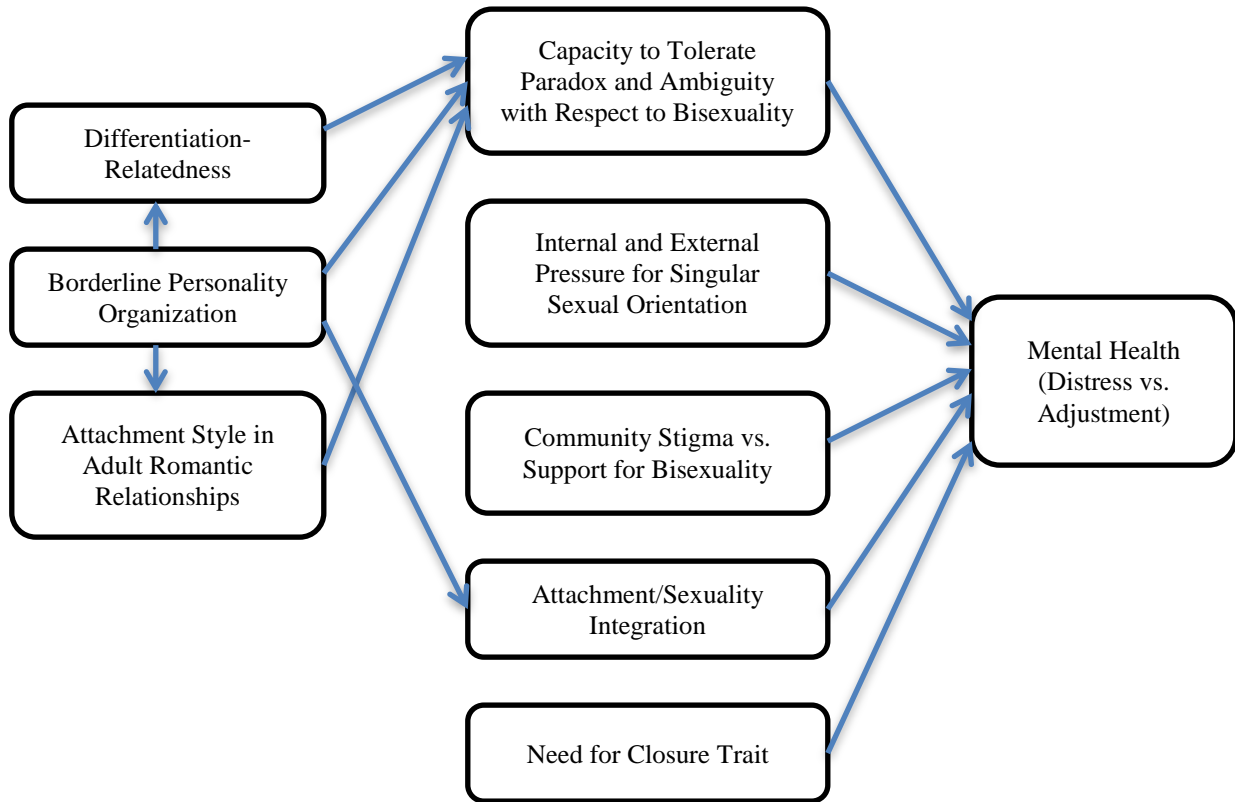 Differentiation-
Relatedness
Borderline Personality
Organization
Attachment Style in
Adult Romantic
Relationships
Capacity to Tolerate
Paradox and Ambiguity
with Respect to Bisexuality
Internal and External
Pressure for Singular
Sexual Orientation
Community Stigma vs.
Support for Bisexuality
Attachment/Sexuality
Integration
Need for Closure Trait
Mental Health
(Distress vs.
Adjustment)